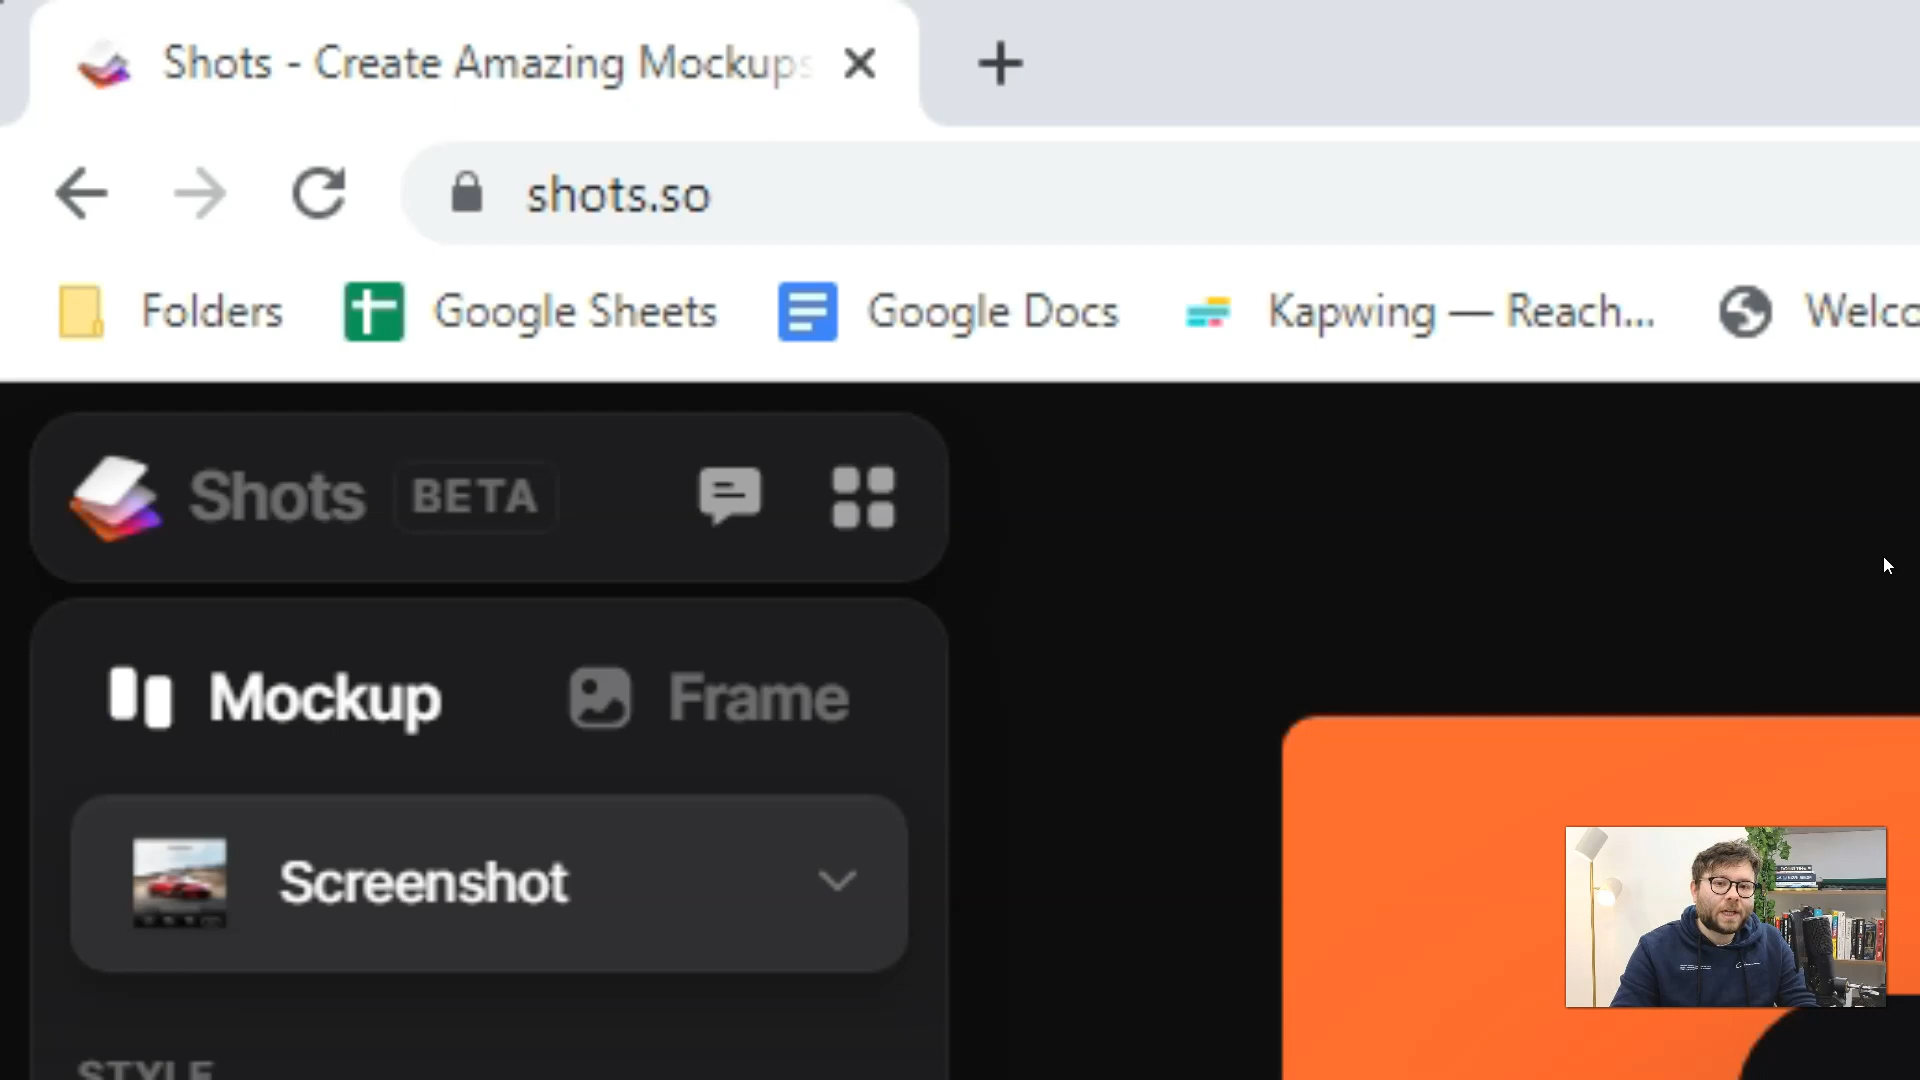 Shots - Create Amazing Mockups
shots.so
Folders
Google Sheets
Google Docs
Kapwing — Reach...
Welco
Shots
BETA
Mockup
Frame
Screenshot
STYLE